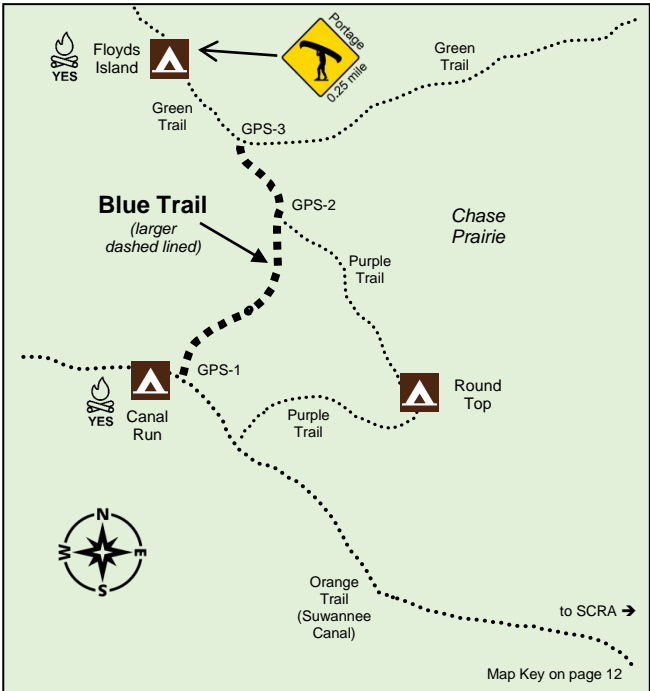 YES
Floyds
Island
Portage
0.25 mile
Green
Trail
Green
Trail
GPS-3
Blue Trail
(larger
dashed lined)
GPS-2
Chase
Prairie
Purple
Trail
GPS-1
YES
Canal
Run
Purple
Trail
Round
Top
N
W
E
S
Orange
Trail
(Suwannee
Canal)
to SCRA ➔
Map Key on page 12